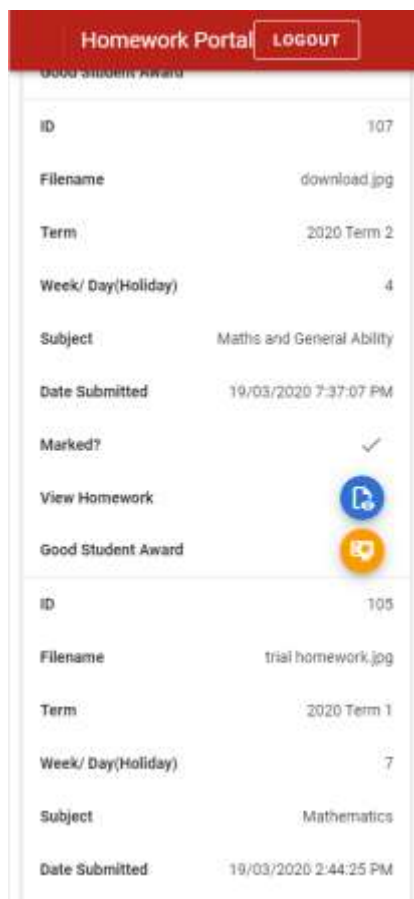 Homework Portal LOGOUT
Good Student Award
ID 107
Filename download.jpg
Term 2020 Term 2
Week/ Day(Holiday) 4
Subject Maths and General Ability
Date Submitted 19/03/2020 7:37:07 PM
Marked?
View Homework
Good Student Award
ID 105
Filename trial homework.jpg
Term 2020 Term 1
Week/ Day(Holiday) 7
Subject Mathematics
Date Submitted 19/03/2020 2:44:25 PM